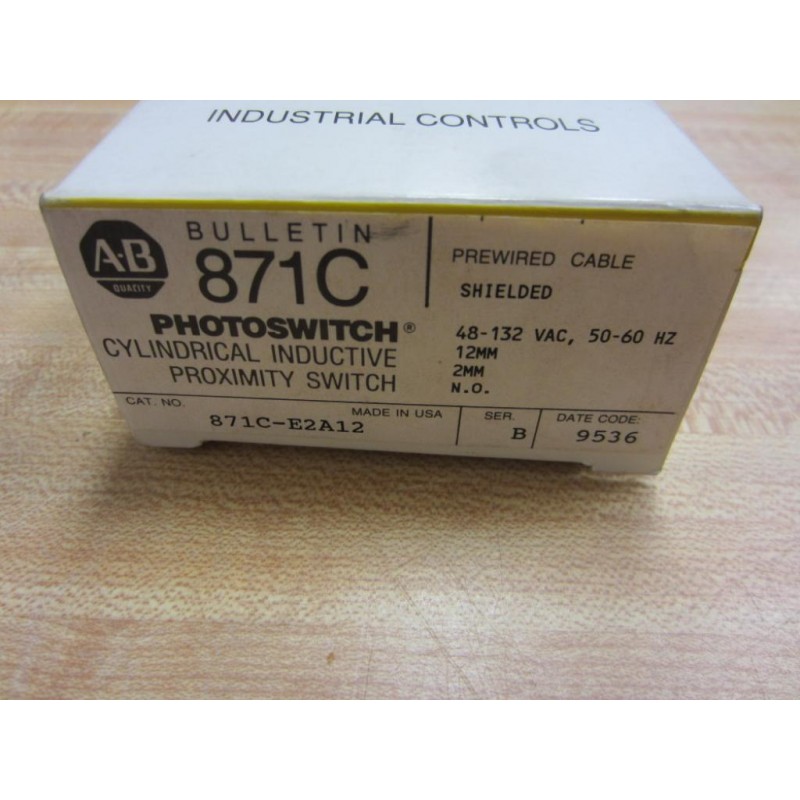 INDUSTRIAL CONTROLS
A-B
QUALITY
BULLETIN
871C
PHOTOSWITCH®
CYLINDRICAL INDUCTIVE
PROXIMITY SWITCH
PREWIRED CABLE
SHIELDED
48-132 VAC, 50-60 HZ
12MM
2MM
N.O.
CAT. NO.
871C-E2A12
MADE IN USA
SER.
B
DATE CODE:
9536